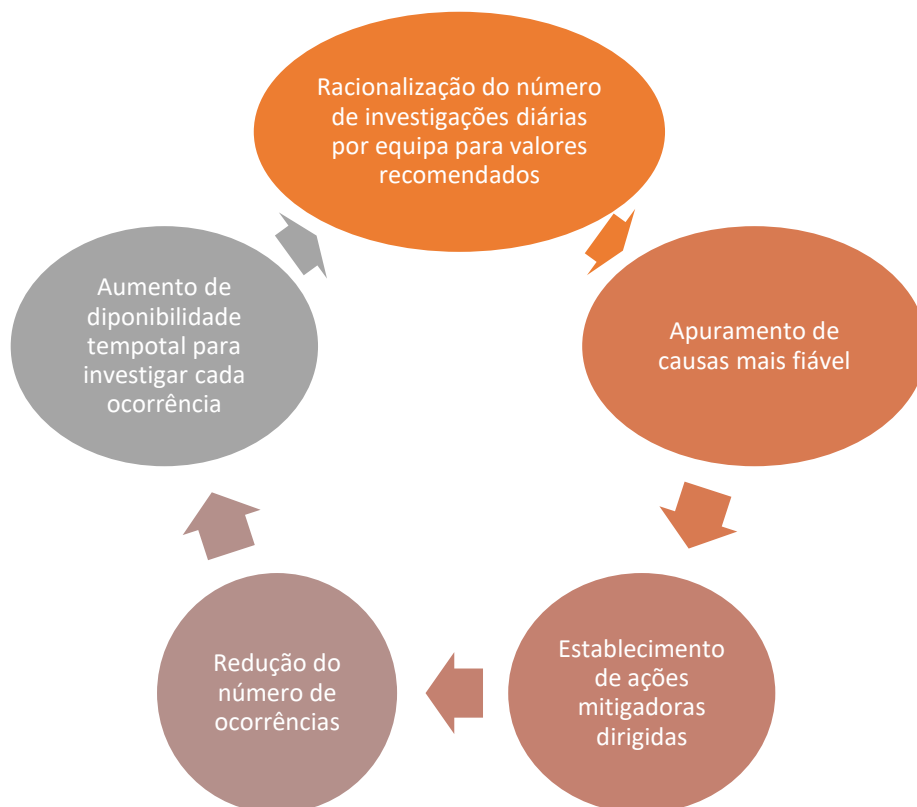 Racionalização do número
de investigações diárias
por equipa para valores
recomendados
Apuramento de
causas mais fiável
Establecimento
de ações
mitigadoras
dirigidas
Redução do
número de
ocorrências
Aumento de
diponibilidade
tempotal para
investigar cada
ocorrência